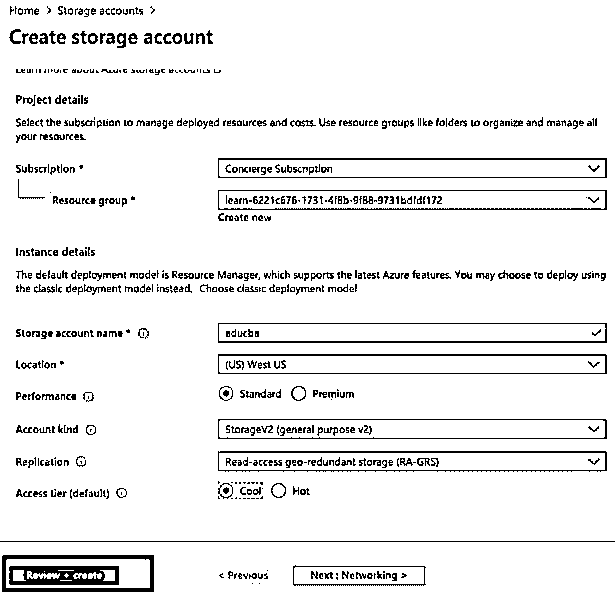 Home > Storage accounts >
Create storage account
Learn more about Azure storage accounts
Project details
Select the subscription to manage deployed resources and costs. Use resource groups like folders to organize and manage all
your resources.
Subscription *
Concierge Subscription
Resource group *
learn-6221c676-1731-4f8b-9f88-9731bdfdf172
Create new
Instance details
The default deployment model is Resource Manager, which supports the latest Azure features. You may choose to deploy using
the classic deployment model instead. Choose classic deployment model
Storage account name *
educba
Location *
(US) West US
Performance
Standard Premium
Account kind
StorageV2 (general purpose v2)
Replication
Read-access geo-redundant storage (RA-GRS)
Access tier (default)
Cool Hot
Review + create
< Previous
Next : Networking >